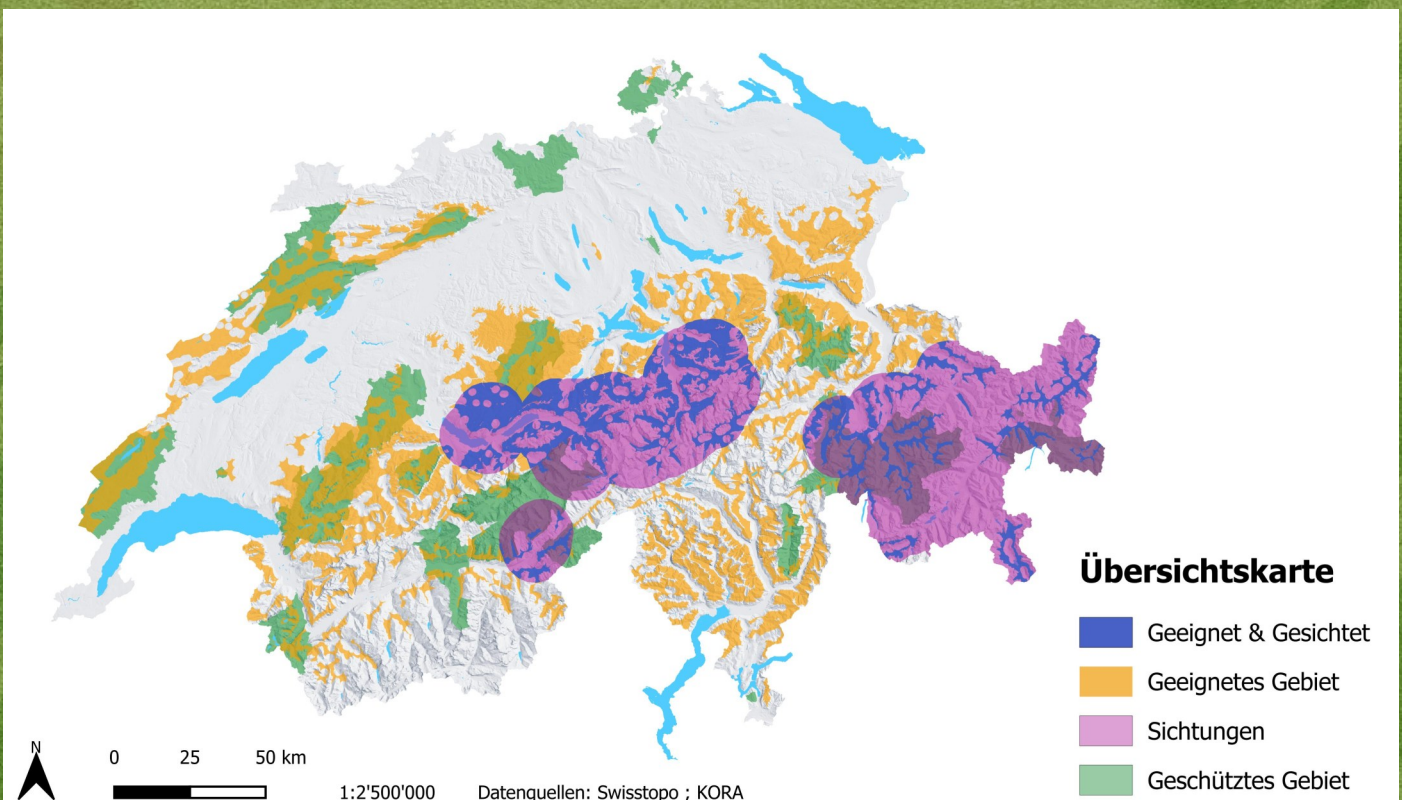 Übersichtskarte
Geeignet & Gesichtet
Geeignetes Gebiet
Sichtungen
Geschütztes Gebiet
N
0 25 50 km
1:2'500'000 Datenquellen: Swisstopo ; KORA